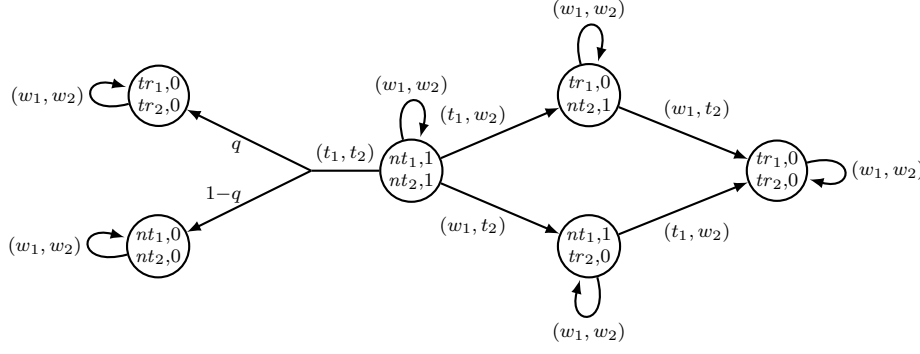 (w₁, w₂)
(w₁, w₂)
tr₁,0
tr₂,0
(w₁, w₂)
q
(t₁, t₂)
1−q
(w₁, w₂)
nt₁,0
nt₂,0
(w₁, w₂)
nt₁,1
nt₂,1
(t₁, w₂)
(w₁, t₂)
tr₁,0
nt₂,1
(w₁, t₂)
nt₁,1
tr₂,0
(t₁, w₂)
(w₁, w₂)
tr₁,0
tr₂,0
(w₁, w₂)